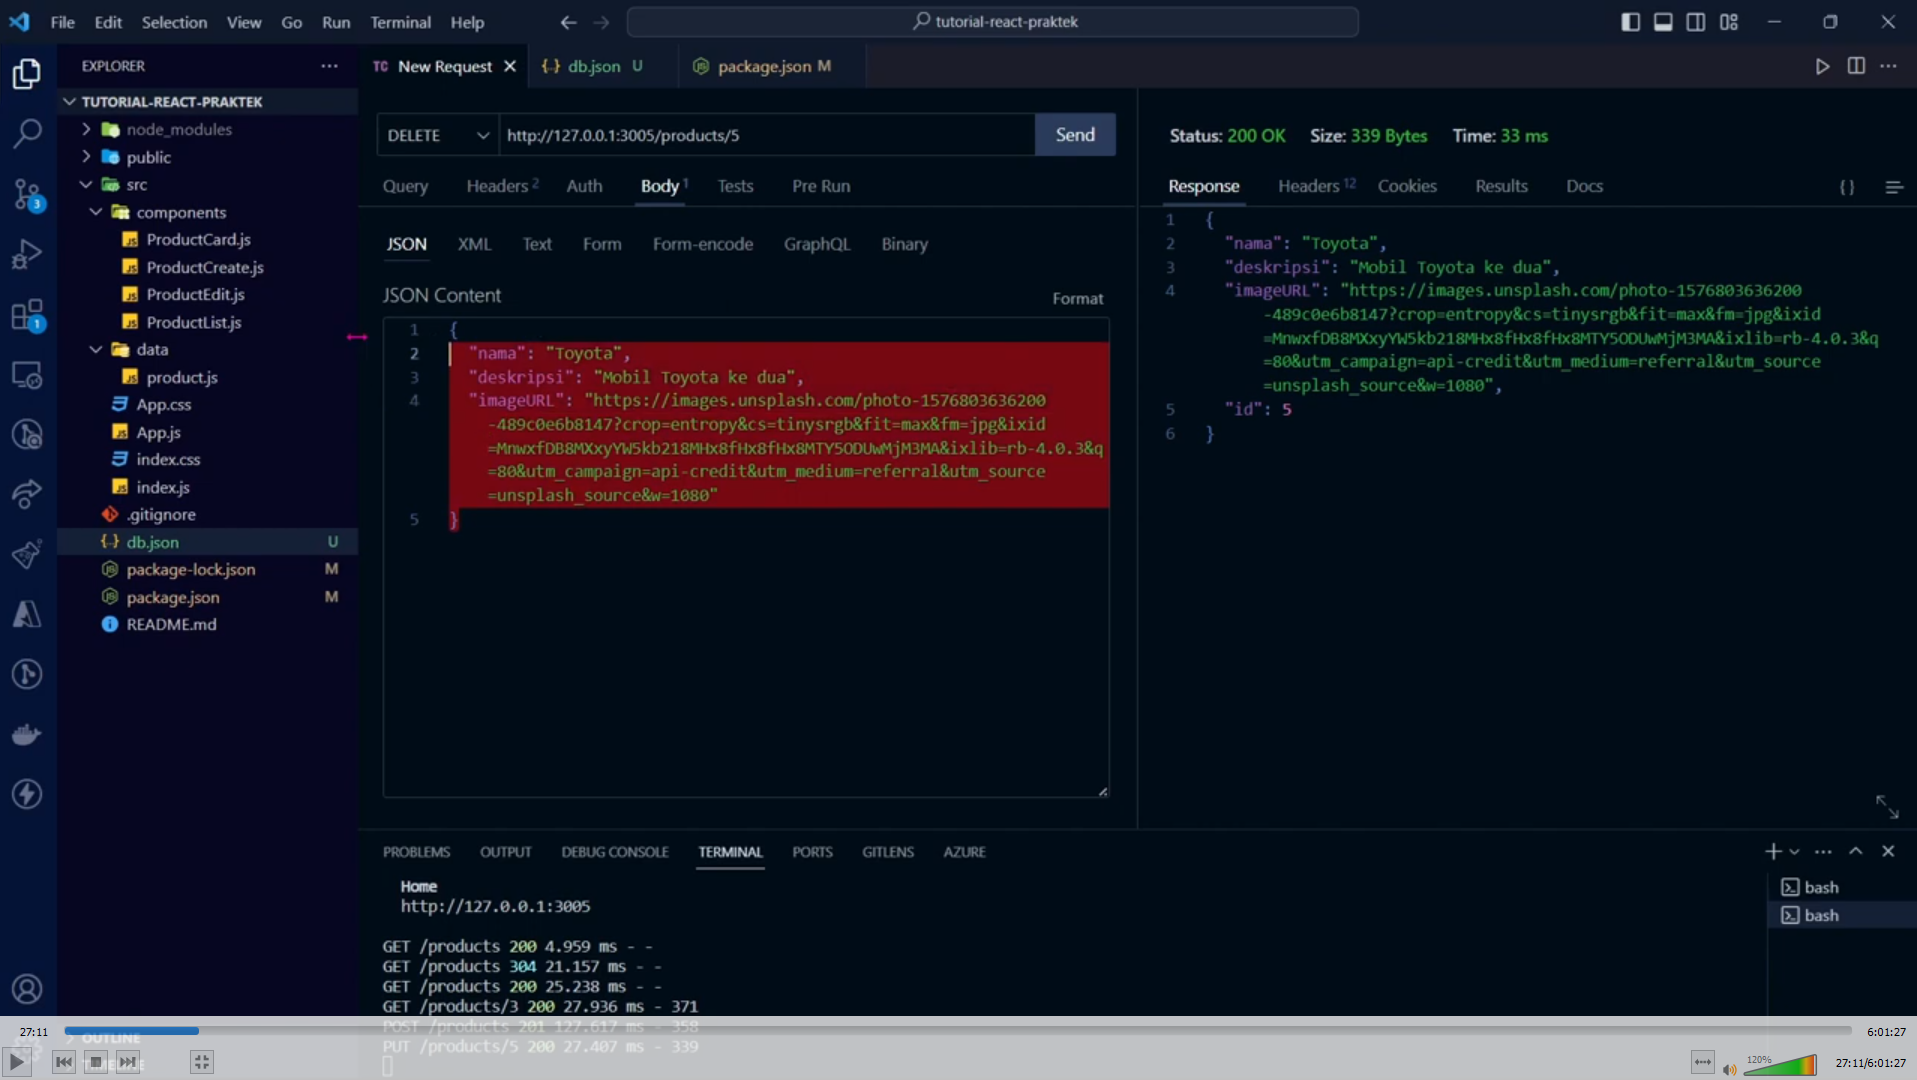 File Edit Selection View Go Run Terminal Help
tutorial-react-praktek
EXPLORER
TC New Request
{..} db.json U
package.json M
TUTORIAL-REACT-PRAKTEK
node_modules
public
src
components
ProductCard.js
ProductCreate.js
ProductEdit.js
ProductList.js
data
product.js
App.css
App.js
index.css
index.js
.gitignore
{..} db.json U
package-lock.json M
package.json M
README.md
3
1
DELETE http://127.0.0.1:3005/products/5 Send
Query Headers 2 Auth Body 1 Tests Pre Run
JSON XML Text Form Form-encode GraphQL Binary
JSON Content
Format
1 {
2 "nama": "Toyota",
3 "deskripsi": "Mobil Toyota ke dua",
4 "imageURL": "https://images.unsplash.com/photo-1576803636200
-489c0e6b8147?crop=entropy&cs=tinysrgb&fit=max&fm=jpg&ixid
=MnwxfDB8MXxyYW5kb218MHx8fHx8fHx8MTY5ODUwMjM3MA&ixlib=rb-4.0.3&q
=80&utm_campaign=api-credit&utm_medium=referral&utm_source
=unsplash_source&w=1080"
5 }
Status: 200 OK Size: 339 Bytes Time: 33 ms
Response Headers 12 Cookies Results Docs { }
1 {
2 "nama": "Toyota",
3 "deskripsi": "Mobil Toyota ke dua",
4 "imageURL": "https://images.unsplash.com/photo-1576803636200
-489c0e6b8147?crop=entropy&cs=tinysrgb&fit=max&fm=jpg&ixid
=MnwxfDB8MXxyYW5kb218MHx8fHx8fHx8MTY5ODUwMjM3MA&ixlib=rb-4.0.3&q
=80&utm_campaign=api-credit&utm_medium=referral&utm_source
=unsplash_source&w=1080",
5 "id": 5
6 }
PROBLEMS OUTPUT DEBUG CONSOLE TERMINAL PORTS GITLENS AZURE
Home
http://127.0.0.1:3005
GET /products 200 4.959 ms - -
GET /products 304 21.157 ms - -
GET /products 200 25.238 ms - -
GET /products/3 200 27.936 ms - 371
POST /products 201 127.617 ms - 358
PUT /products/5 200 27.407 ms - 339
bash
bash
27:11
OUTLINE
6:01:27
120%
27:11/6:01:27